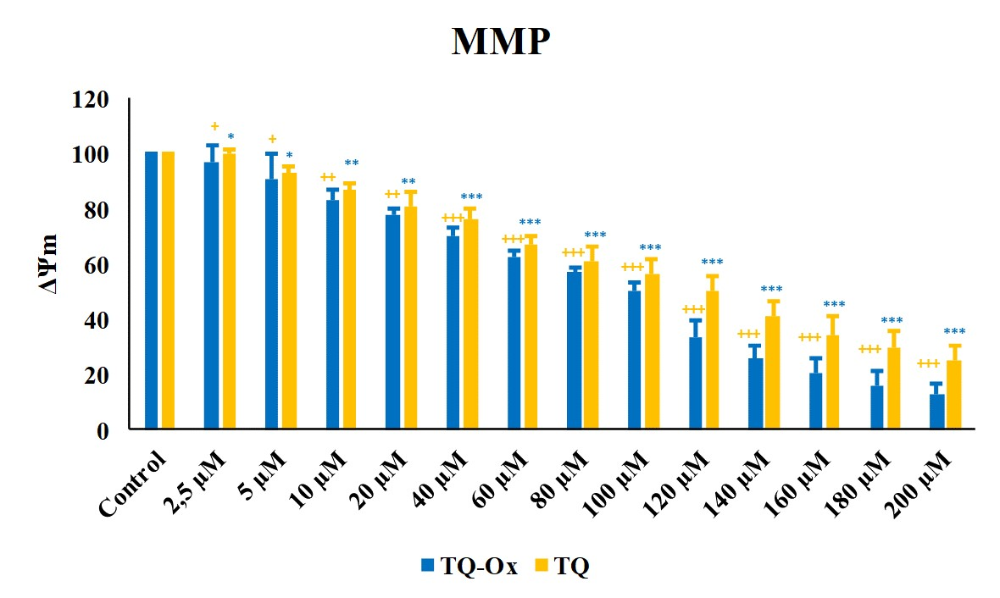 MMP
120
100
80
60
40
20
0
ΔΨm
+ * + * ++ ** ++ ** +++ *** +++ *** +++ *** +++ *** +++ *** +++ *** +++ *** +++ *** +++ ***
Control 2,5 µM 5 µM 10 µM 20 µM 40 µM 60 µM 80 µM 100 µM 120 µM 140 µM 160 µM 180 µM 200 µM
TQ-Ox TQ